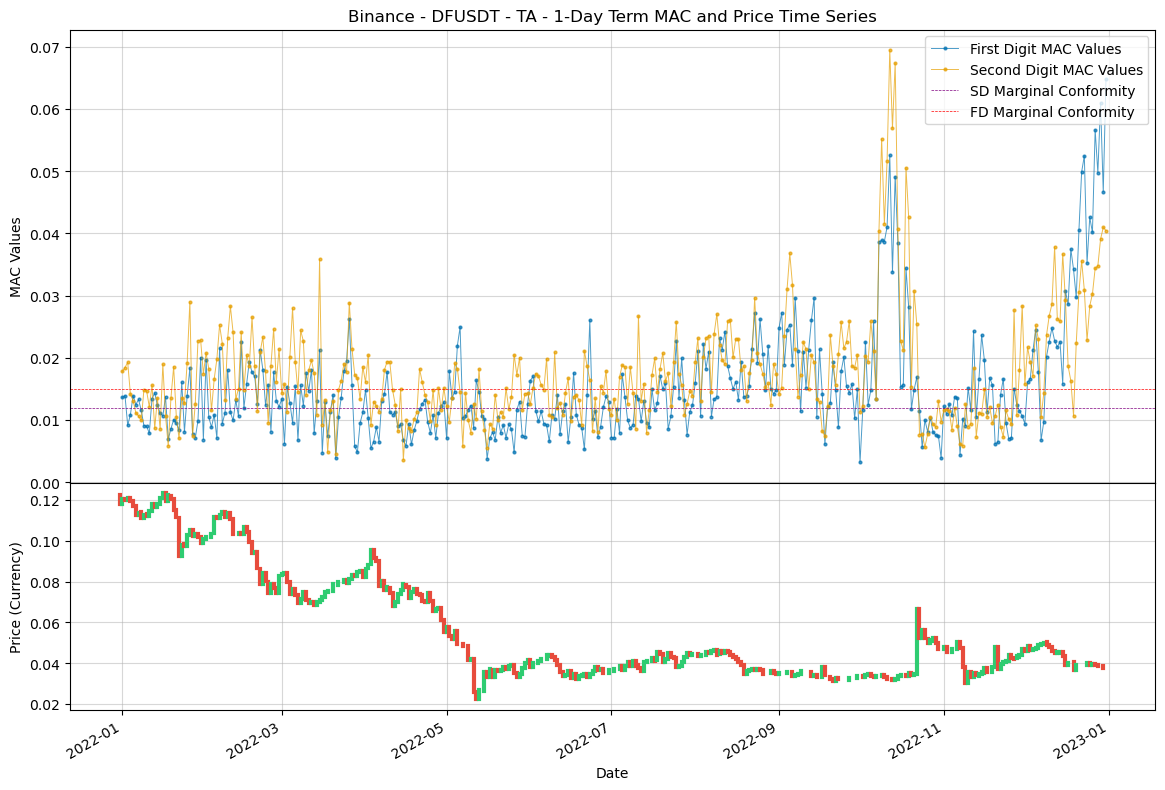 Binance - DFUSDT - TA - 1-Day Term MAC and Price Time Series
First Digit MAC Values
Second Digit MAC Values
SD Marginal Conformity
FD Marginal Conformity
MAC Values
0.07
0.06
0.05
0.04
0.03
0.02
0.01
0.00
Price (Currency)
0.12
0.10
0.08
0.06
0.04
0.02
2022-01
2022-03
2022-05
2022-07
2022-09
2022-11
2023-01
Date